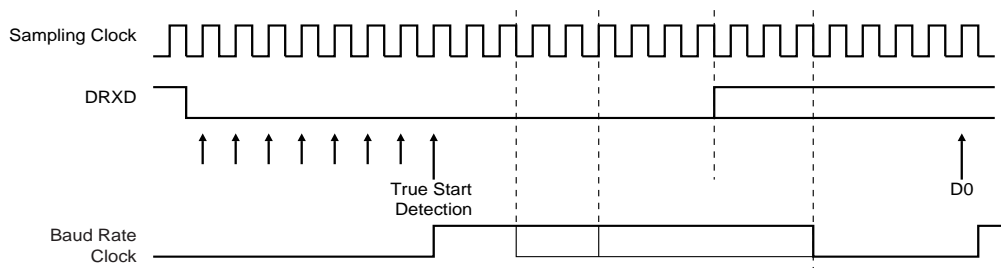 Sampling Clock
DRXD
True Start
Detection
D0
Baud Rate
Clock